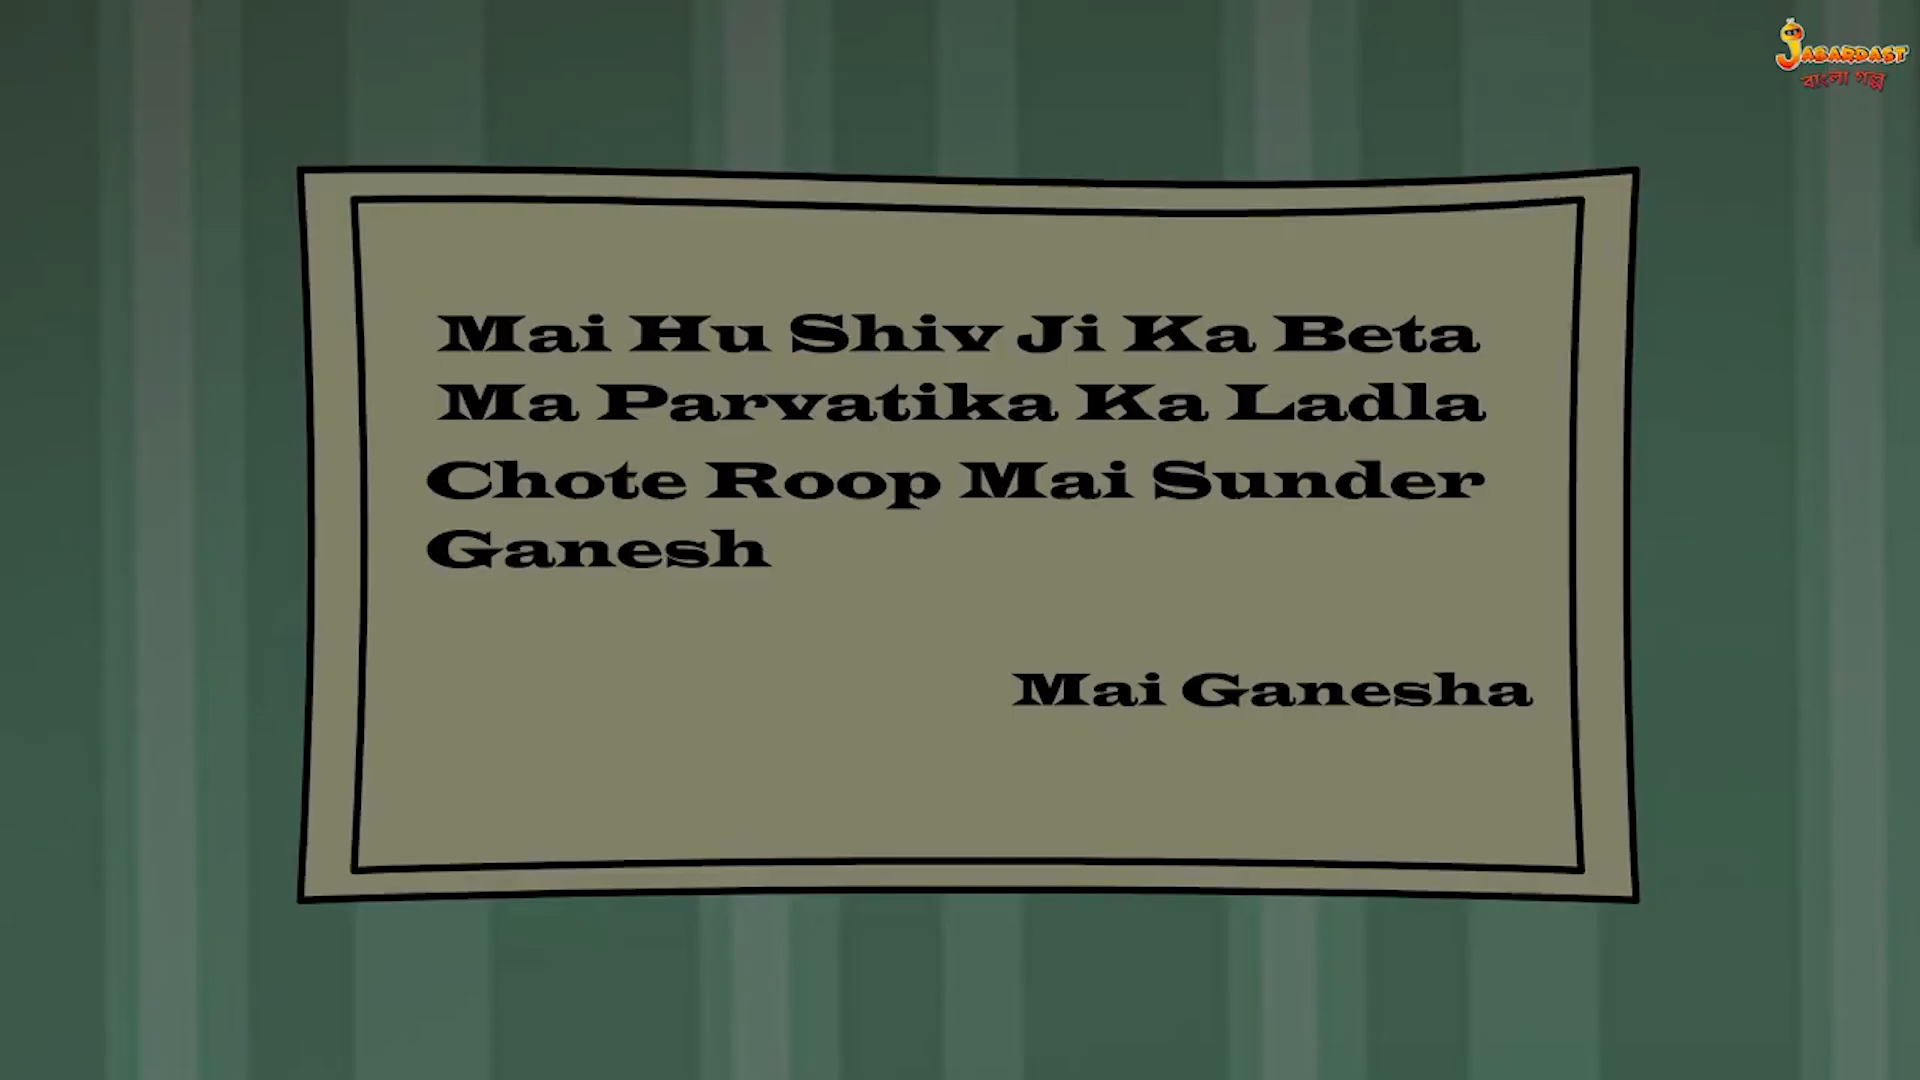 JABARDAST
বাংলা গল্প
Mai Hu Shiv Ji Ka Beta
Ma Parvatika Ka Ladla
Chote Roop Mai Sunder
Ganesh
Mai Ganesha